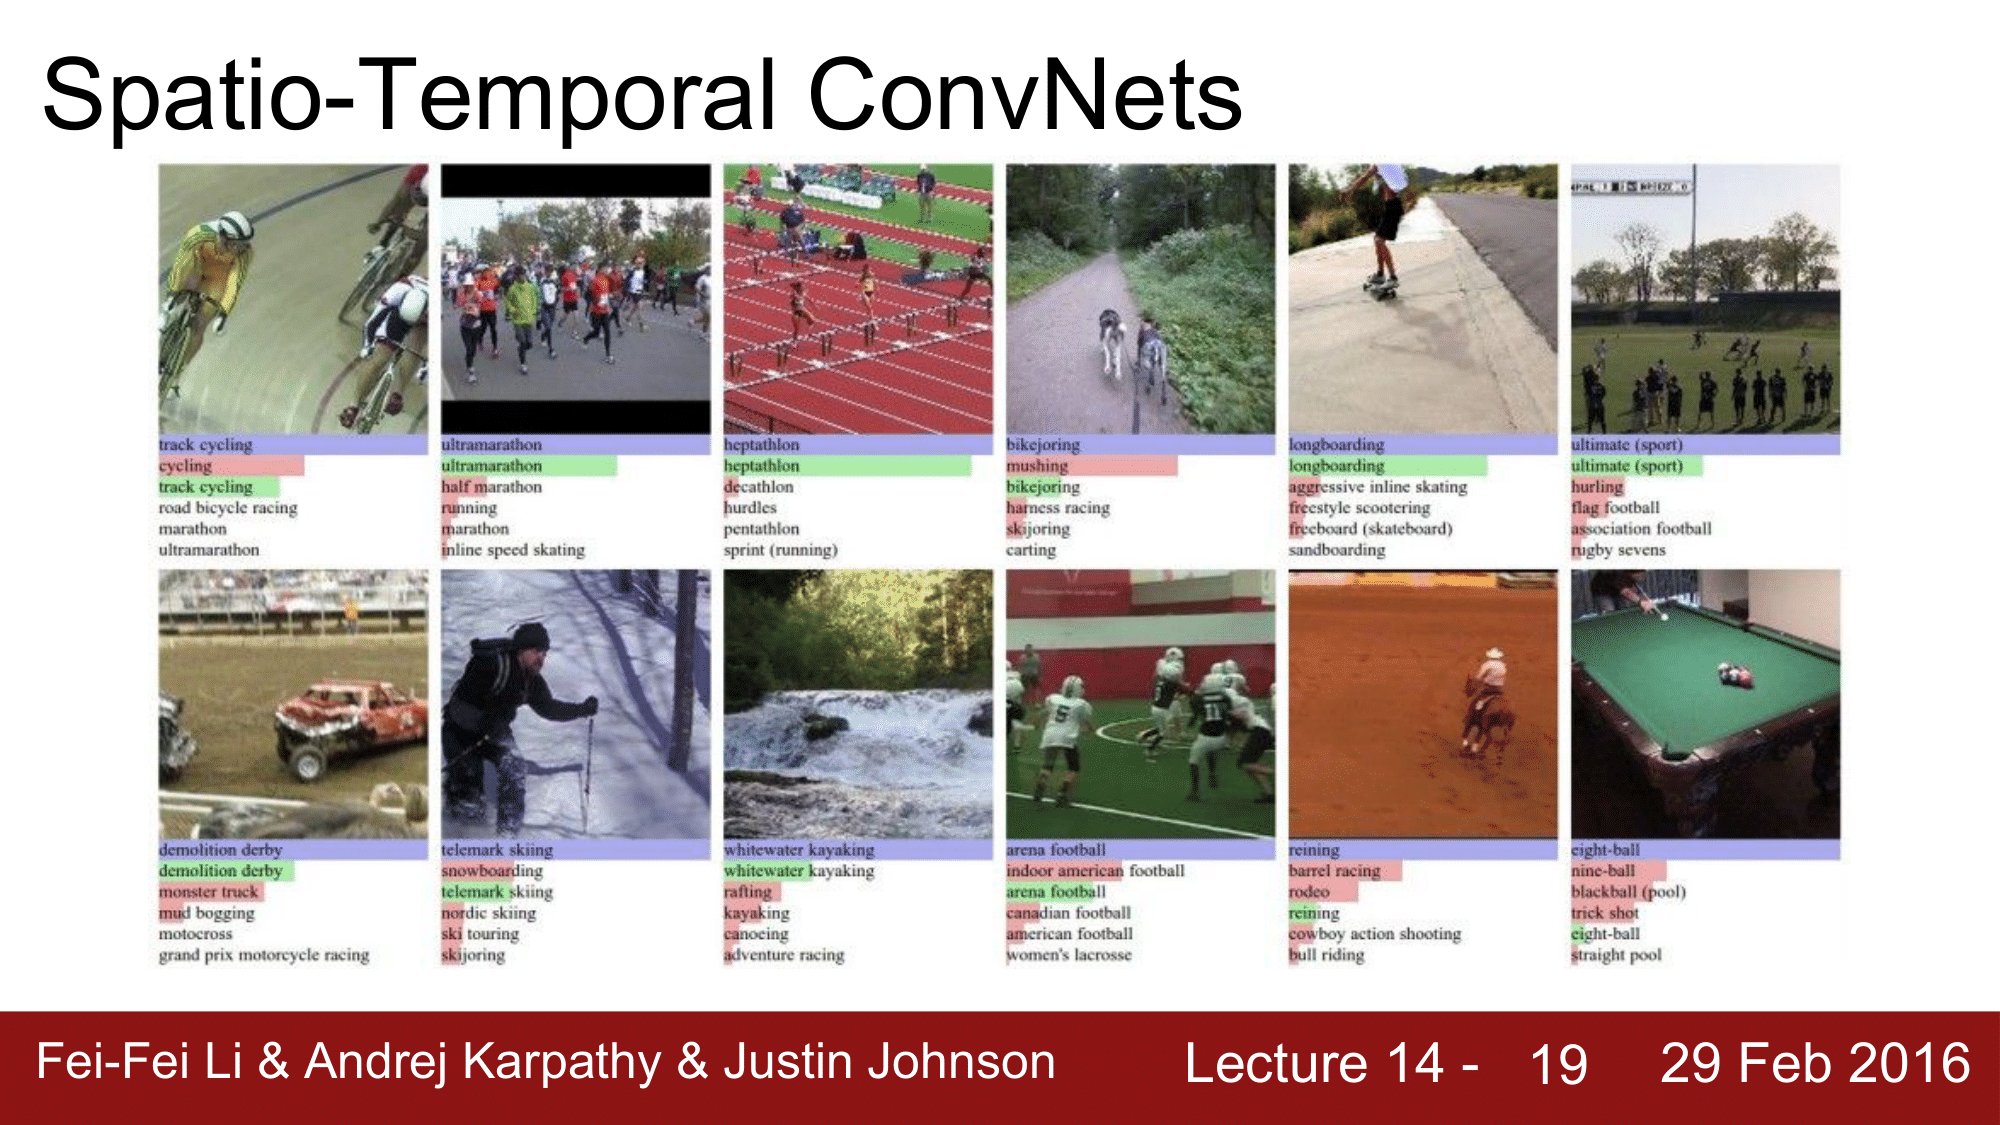 Spatio-Temporal ConvNets
track cycling
cycling
track cycling
road bicycle racing
marathon
ultramarathon
ultramarathon
ultramarathon
half marathon
running
marathon
inline speed skating
heptathlon
heptathlon
decathlon
hurdles
pentathlon
sprint (running)
bikejoring
mushing
bikejoring
harness racing
skijoring
carting
longboarding
longboarding
aggressive inline skating
freestyle scootering
freeboard (skateboard)
sandboarding
ultimate (sport)
ultimate (sport)
hurling
flag football
association football
rugby sevens
demolition derby
demolition derby
monster truck
mud bogging
motocross
grand prix motorcycle racing
telemark skiing
snowboarding
telemark skiing
nordic skiing
ski touring
skijoring
whitewater kayaking
whitewater kayaking
rafting
kayaking
canoeing
adventure racing
5
11
arena football
indoor american football
arena football
canadian football
american football
women's lacrosse
reining
barrel racing
rodeo
reining
cowboy action shooting
bull riding
eight-ball
nine-ball
blackball (pool)
trick shot
eight-ball
straight pool
Fei-Fei Li & Andrej Karpathy & Justin Johnson
Lecture 14 - 19
29 Feb 2016